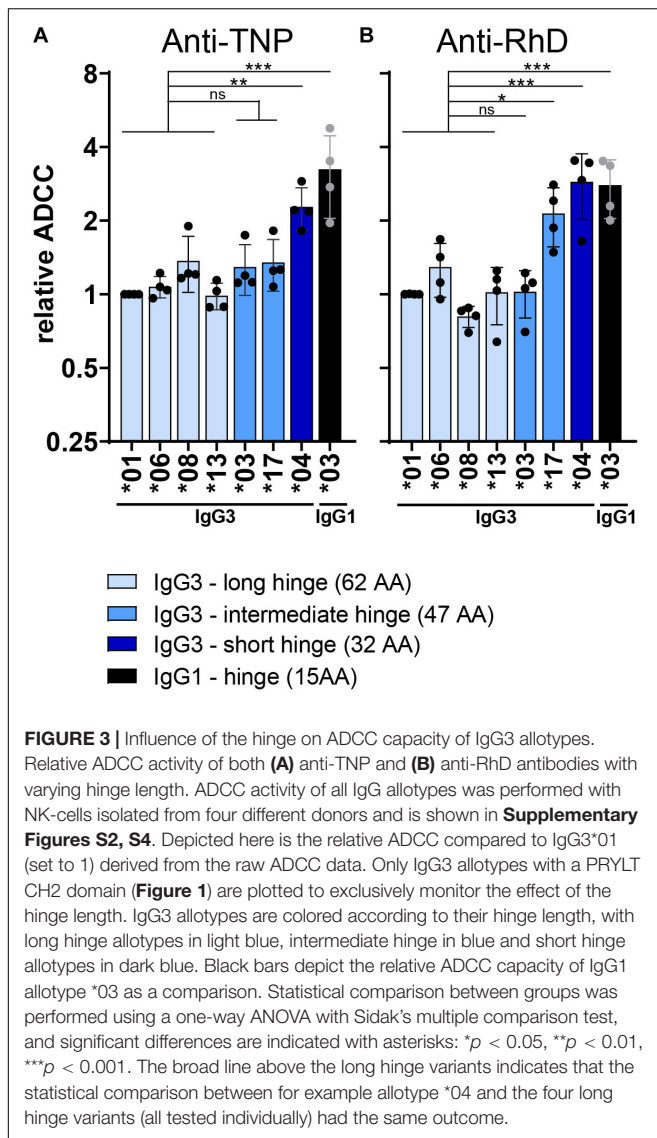 A Anti-TNP B Anti-RhD
*** ***
** ***
ns *
ns
8
4
2
1
0.5
0.25
relative ADCC
*01 *06 *08 *13 *03 *17 *04 *03 *01 *06 *08 *13 *03 *17 *04 *03
IgG3 IgG1 IgG3 IgG1
IgG3 - long hinge (62 AA)
IgG3 - intermediate hinge (47 AA)
IgG3 - short hinge (32 AA)
IgG1 - hinge (15AA)
FIGURE 3 | Influence of the hinge on ADCC capacity of IgG3 allotypes.
Relative ADCC activity of both (A) anti-TNP and (B) anti-RhD antibodies with
varying hinge length. ADCC activity of all IgG allotypes was performed with
NK-cells isolated from four different donors and is shown in Supplementary
Figures S2, S4. Depicted here is the relative ADCC compared to IgG3*01
(set to 1) derived from the raw ADCC data. Only IgG3 allotypes with a PRYLT
CH2 domain (Figure 1) are plotted to exclusively monitor the effect of the
hinge length. IgG3 allotypes are colored according to their hinge length, with
long hinge allotypes in light blue, intermediate hinge in blue and short hinge
allotypes in dark blue. Black bars depict the relative ADCC capacity of IgG1
allotype *03 as a comparison. Statistical comparison between groups was
performed using a one-way ANOVA with Sidak's multiple comparison test,
and significant differences are indicated with asterisks: *p < 0.05, **p < 0.01,
***p < 0.001. The broad line above the long hinge variants indicates that the
statistical comparison between for example allotype *04 and the four long
hinge variants (all tested individually) had the same outcome.